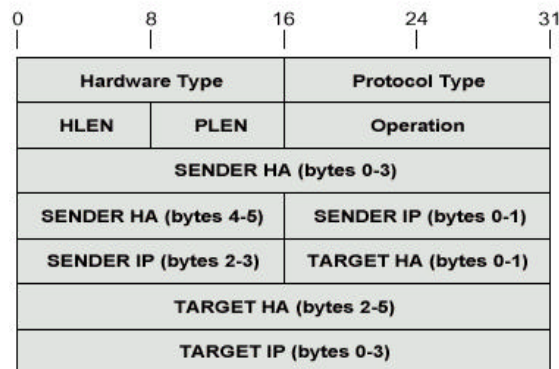 0 8 16 24 31
Hardware Type Protocol Type
HLEN PLEN Operation
SENDER HA (bytes 0-3)
SENDER HA (bytes 4-5) SENDER IP (bytes 0-1)
SENDER IP (bytes 2-3) TARGET HA (bytes 0-1)
TARGET HA (bytes 2-5)
TARGET IP (bytes 0-3)